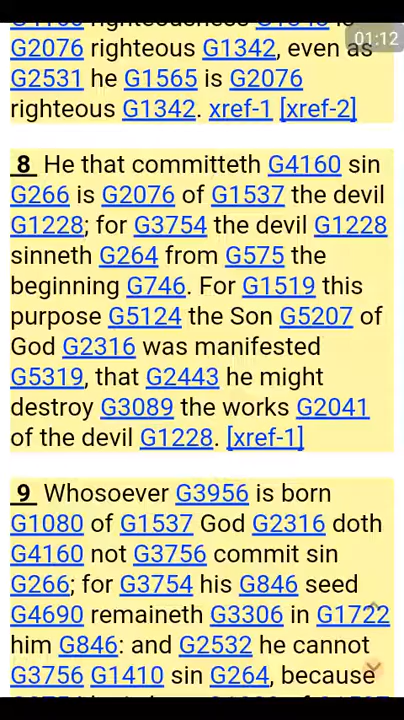 righteousness
01:12
G2076 righteous G1342, even as
G2531 he G1565 is G2076
righteous G1342. xref-1 [xref-2]
8 He that committeth G4160 sin
G266 is G2076 of G1537 the devil
G1228; for G3754 the devil G1228
sinneth G264 from G575 the
beginning G746. For G1519 this
purpose G5124 the Son G5207 of
God G2316 was manifested
G5319, that G2443 he might
destroy G3089 the works G2041
of the devil G1228. [xref-1]
9 Whosoever G3956 is born
G1080 of G1537 God G2316 doth
G4160 not G3756 commit sin
G266; for G3754 his G846 seed
G4690 remaineth G3306 in G1722
him G846: and G2532 he cannot
G3756 G1410 sin G264, because